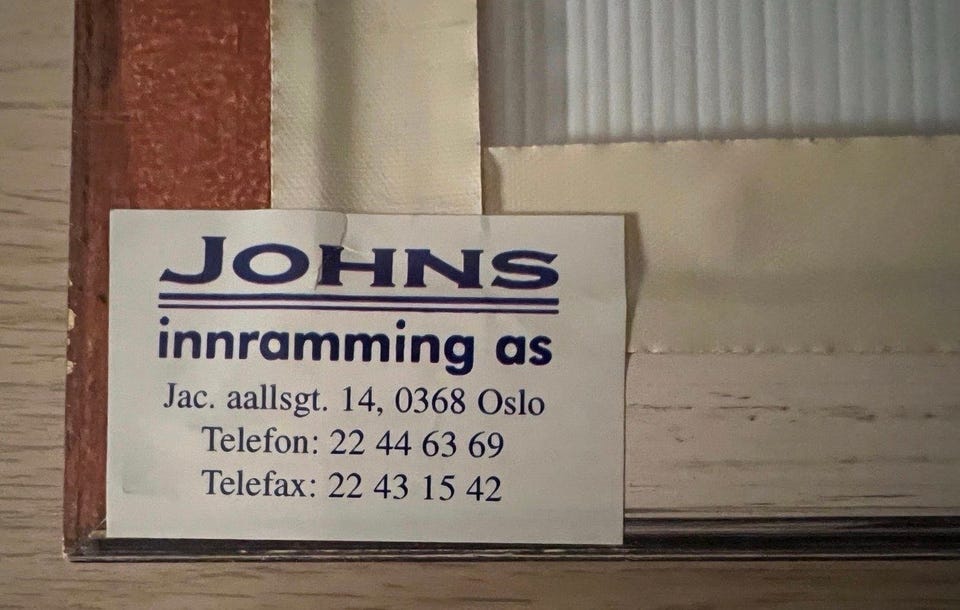 JOHNS
innramming as
Jac. aallsgt. 14, 0368 Oslo
Telefon: 22 44 63 69
Telefax: 22 43 15 42